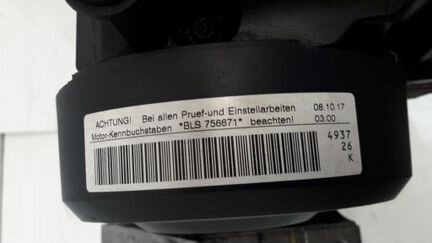 ACHTUNG! Bei allen Pruef-und Einstellarbeiten 08.10.17
Motor-Kennbuchstaben *BLS 756671* beachten! 03:00
4937
26
K